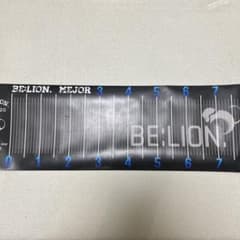 BE:LION. MEJOR
3 4 5 6 7
BE:LION.
0 1 2 3 4 5 6 7